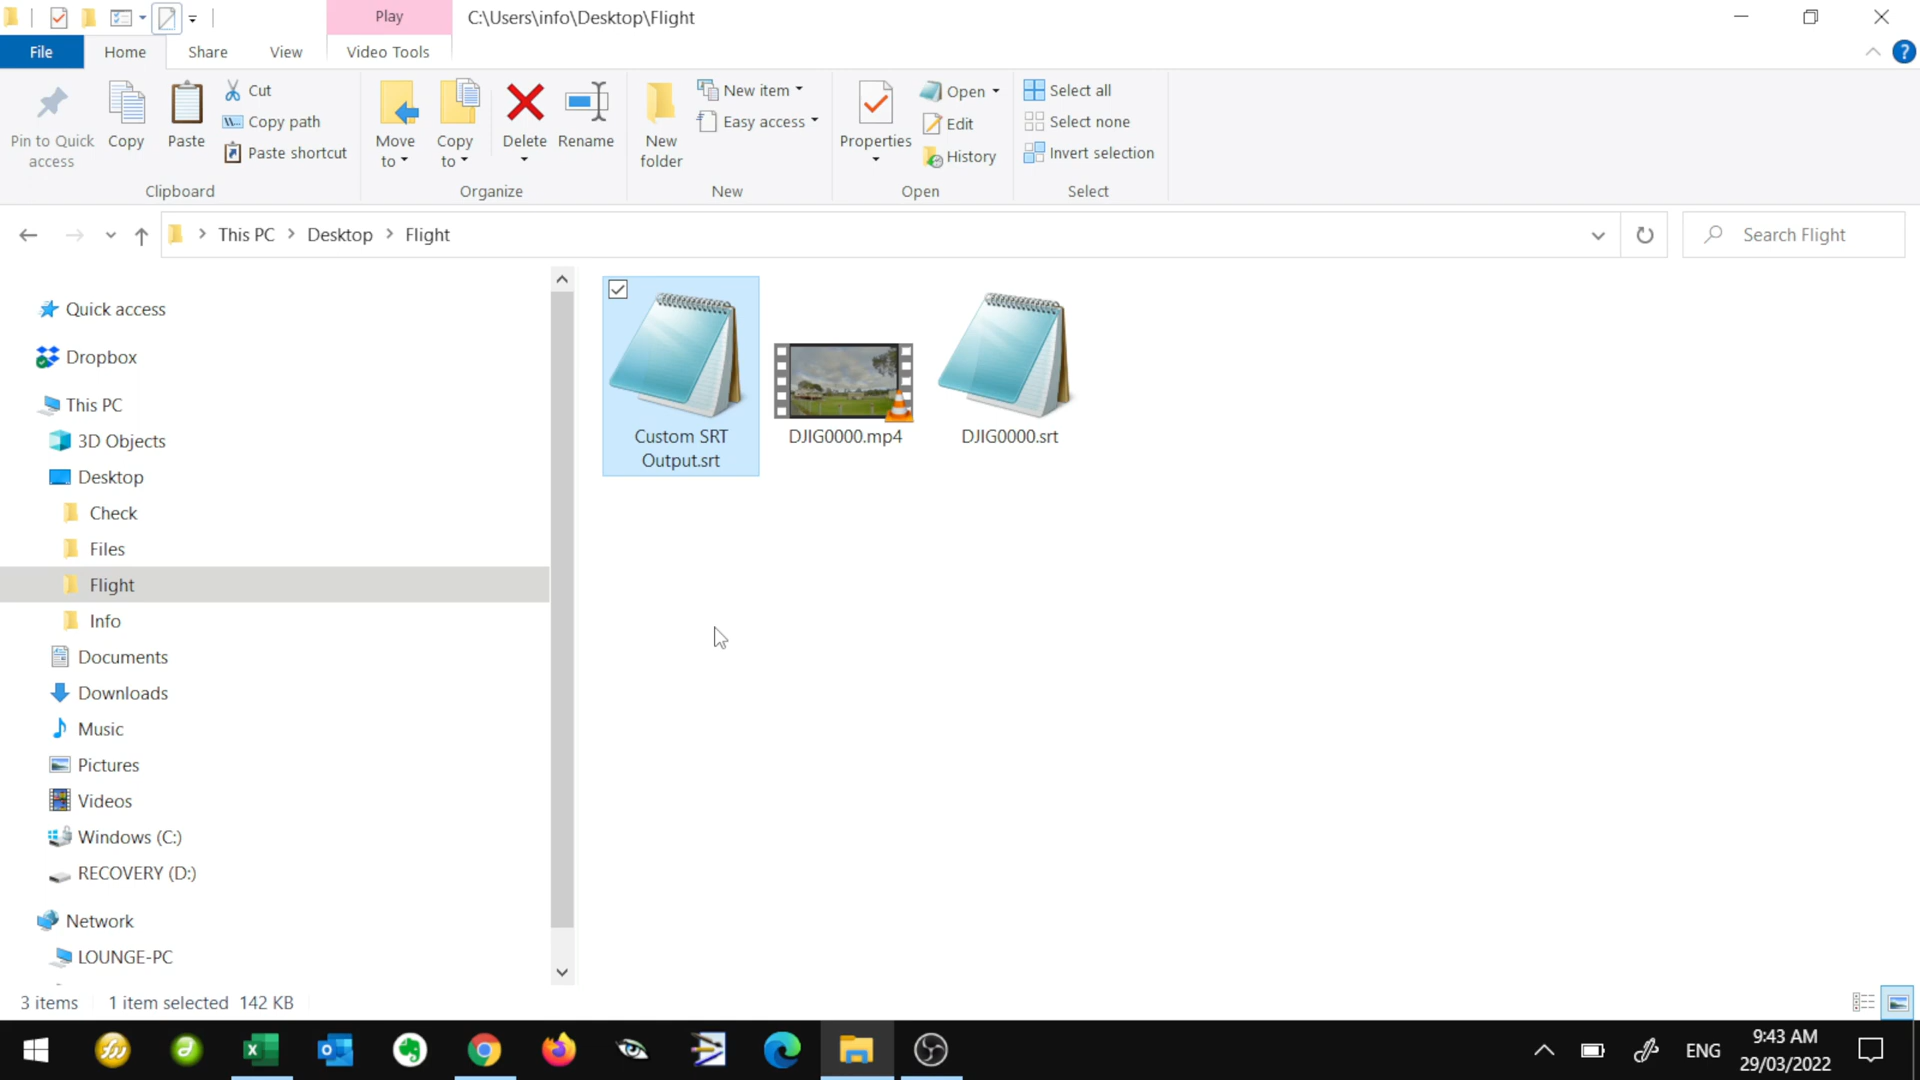 Play
C:\Users\info\Desktop\Flight
File
Home
Share
View
Video Tools
Pin to Quick
access
Copy
Paste
Cut
Copy path
Paste shortcut
Clipboard
Move
to
Copy
to
Delete
Rename
Organize
New
folder
New item
Easy access
New
Properties
Open
Edit
History
Open
Select all
Select none
Invert selection
Select
This PC
Desktop
Flight
Search Flight
Quick access
Dropbox
This PC
3D Objects
Desktop
Check
Files
Flight
Info
Documents
Downloads
Music
Pictures
Videos
Windows (C:)
RECOVERY (D:)
Network
LOUNGE-PC
Custom SRT
Output.srt
DJIG0000.mp4
DJIG0000.srt
3 items
1 item selected 142 KB
ENG
9:43 AM
29/03/2022